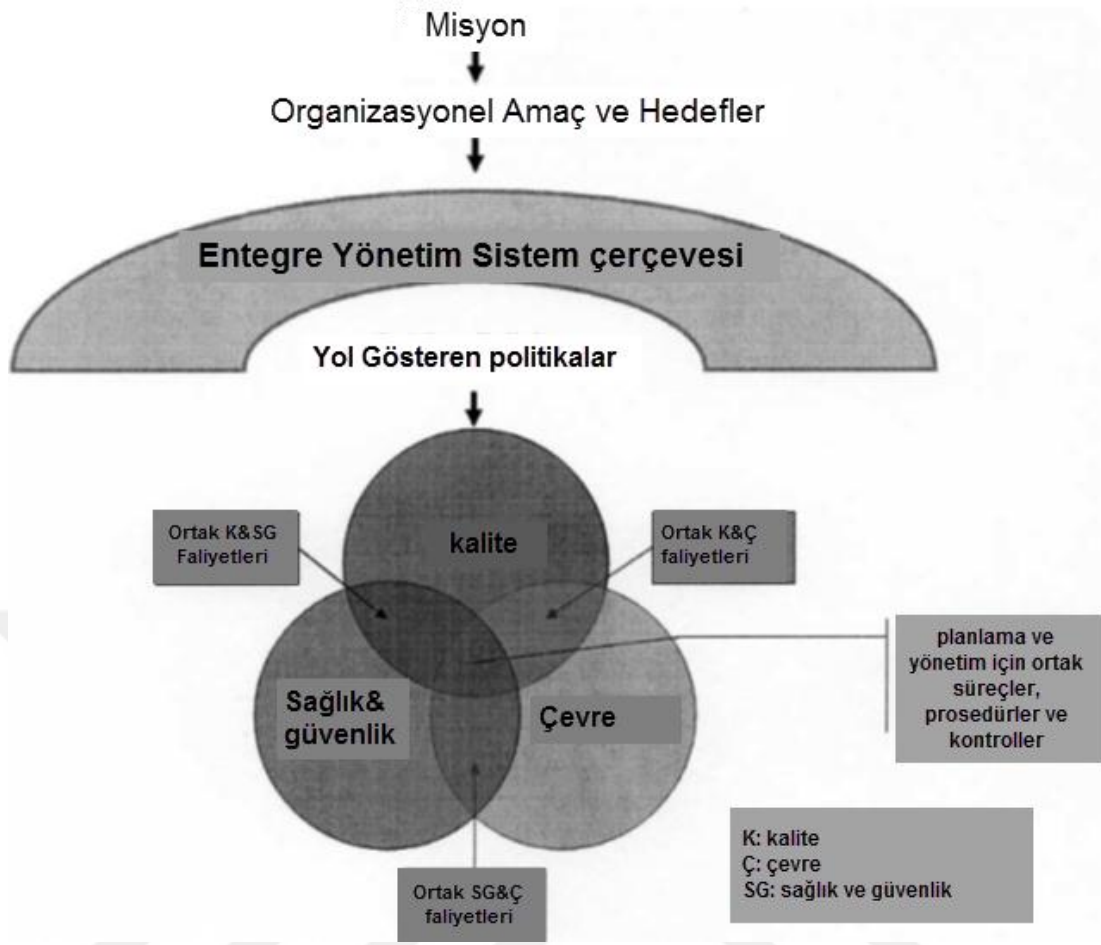 Misyon
Organizasyonel Amaç ve Hedefler
Entegre Yönetim Sistem çerçevesi
Yol Gösteren politikalar
Ortak K&SG
Faliyetleri
kalite
Ortak K&Ç
faliyetleri
planlama ve
yönetim için ortak
süreçler,
prosedürler ve
kontroller
Sağlık&
güvenlik
Çevre
Ortak SG&Ç
faliyetleri
K: kalite
Ç: çevre
SG: sağlık ve güvenlik